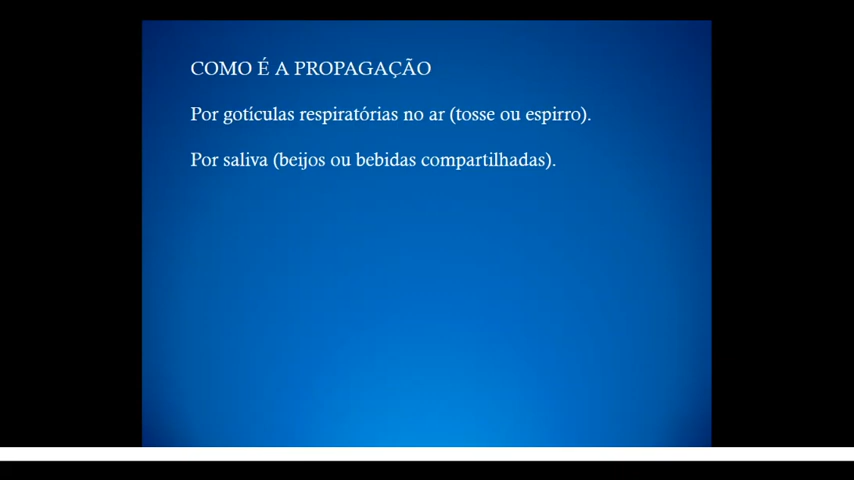 COMO É A PROPAGAÇÃO
Por gotículas respiratórias no ar (tosse ou espirro).
Por saliva (beijos ou bebidas compartilhadas).